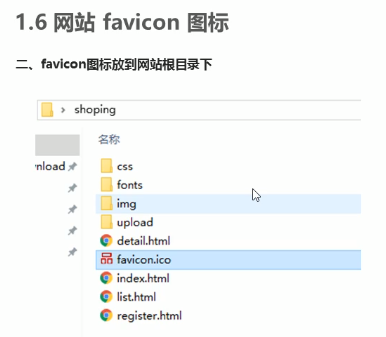 1.6 网站 favicon 图标
二、favicon图标放到网站根目录下
shoping
名称
wnload
css
fonts
img
upload
detail.html
favicon.ico
index.html
list.html
register.html